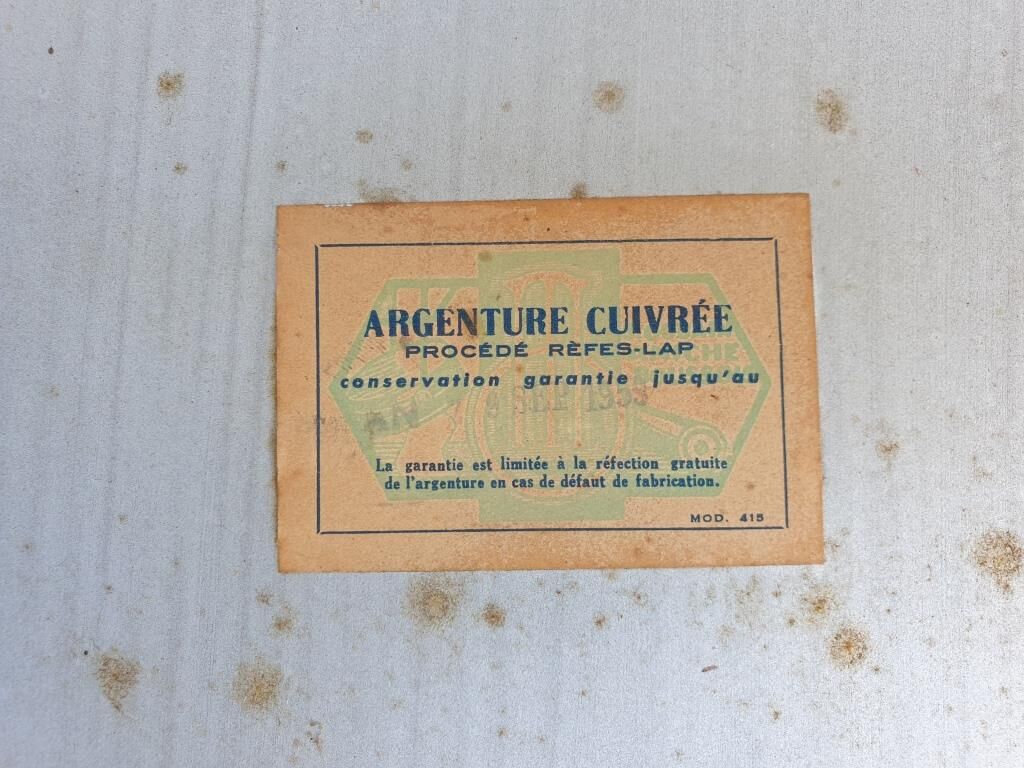 ARGENTURE CUIVRÉE
PROCÉDÉ RÈFES-LAP
conservation garantie jusqu'au
SEP
La garantie est limitée à la réfection gratuite
de l'argenture en cas de défaut de fabrication.
MOD. 415